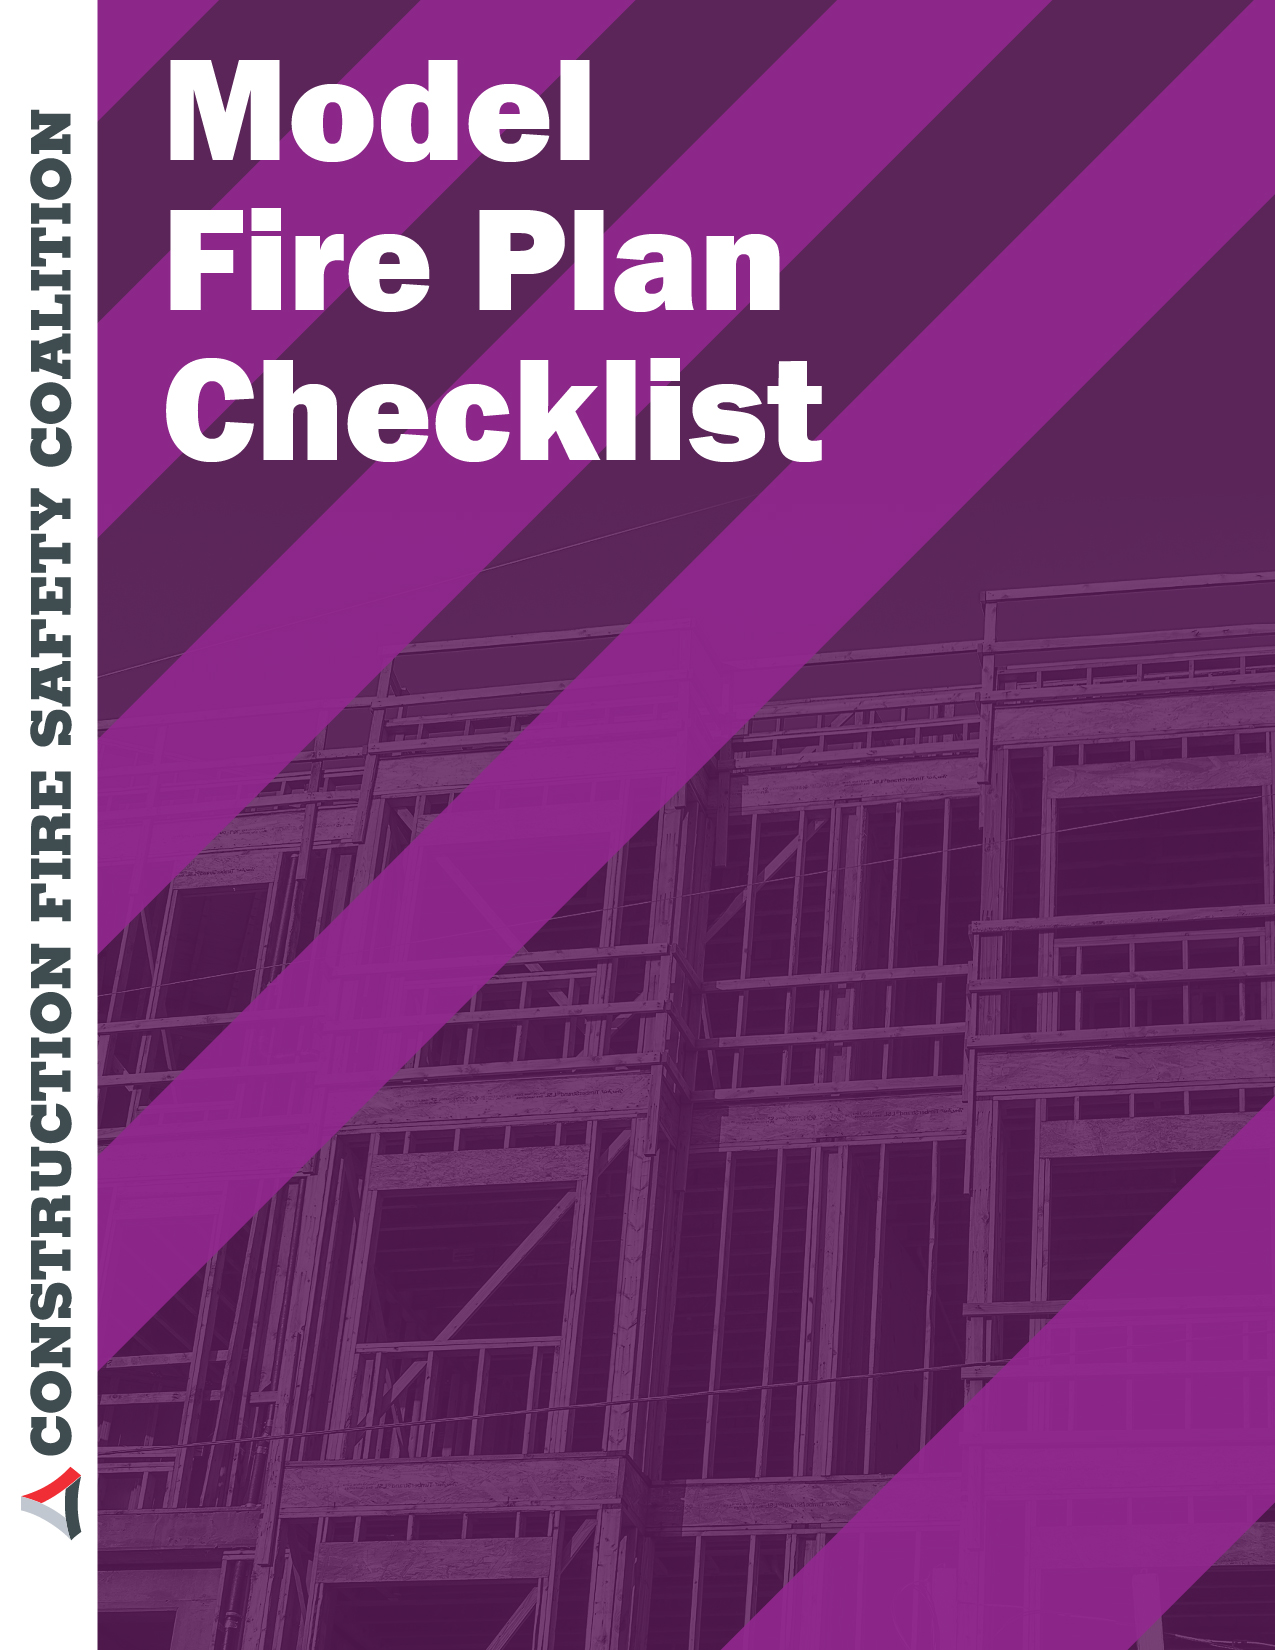 Model
Fire Plan
Checklist
CONSTRUCTION FIRE SAFETY COALITION